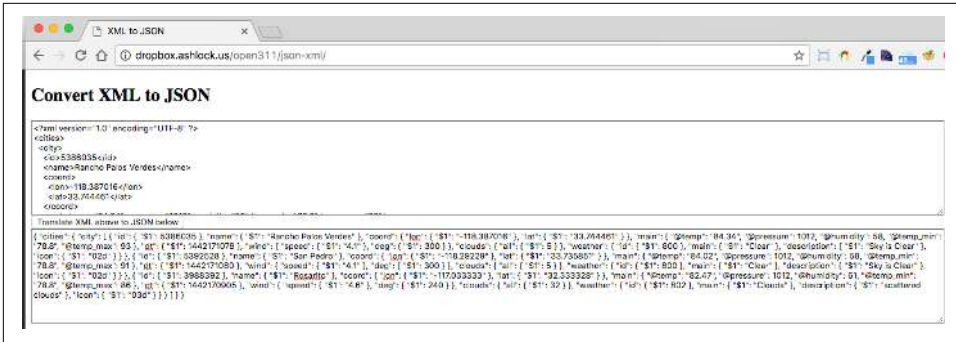 XML to JSON
dropbox.ashlock.us/open311/json-xml/
Convert XML to JSON
<?xml version="1.0" encoding="UTF-8" ?>
<cities>
<city>
<id>5386035</id>
<name>Rancho Palos Verdes</name>
<coord>
<lon>-118.387016</lon>
<lat>33.744461</lat>
</coord>
Translate XML above to JSON below
{ "cities": { "city": [ { "id": { "$1": 5386035 }, "name": { "$1": "Rancho Palos Verdes" }, "coord": { "lon": { "$1": "-118.387016" }, "lat": { "$1": "33.744461" } }, "main": { "@temp": "84.34", "@pressure": 1012, "@humidity": 58, "@temp_min":
"78.8", "@temp_max": 93 }, "dt": { "$1": 1442171078 }, "wind": { "speed": { "$1": "4.1" }, "deg": { "$1": 300 } }, "clouds": { "all": { "$1": 5 } }, "weather": { "id": { "$1": 800 }, "main": { "$1": "Clear" }, "description": { "$1": "Sky is Clear" },
"icon": { "$1": "02d" } } }, { "id": { "$1": 5392528 }, "name": { "$1": "San Pedro" }, "coord": { "lon": { "$1": "-118.29229" }, "lat": { "$1": "33.735857" } }, "main": { "@temp": "84.02", "@pressure": 1012, "@humidity": 58, "@temp_min":
"78.8", "@temp_max": 91 }, "dt": { "$1": 1442171080 }, "wind": { "speed": { "$1": "4.1" }, "deg": { "$1": 300 } }, "clouds": { "all": { "$1": 5 } }, "weather": { "id": { "$1": 800 }, "main": { "$1": "Clear" }, "description": { "$1": "Sky is Clear" },
"icon": { "$1": "02d" } } }, { "id": { "$1": 3988392 }, "name": { "$1": "Rosarito" }, "coord": { "lon": { "$1": "-117.033333" }, "lat": { "$1": "32.333328" } }, "main": { "@temp": "82.47", "@pressure": 1012, "@humidity": 61, "@temp_min":
"78.8", "@temp_max": 86 }, "dt": { "$1": 1442170905 }, "wind": { "speed": { "$1": "4.6" }, "deg": { "$1": 240 } }, "clouds": { "all": { "$1": 32 } }, "weather": { "id": { "$1": 802 }, "main": { "$1": "Clouds" }, "description": { "$1": "scattered
clouds" }, "icon": { "$1": "03d" } } } ] } }